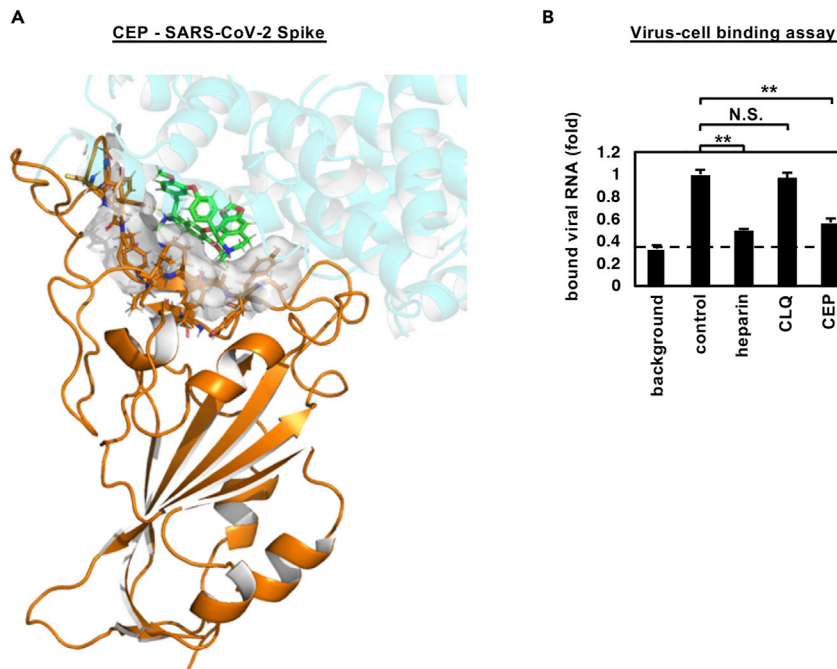 A
CEP - SARS-CoV-2 Spike
B
Virus-cell binding assay
**
N.S.
**
bound viral RNA (fold)
1.2
1
0.8
0.6
0.4
0.2
0
background
control
heparin
CLQ
CEP